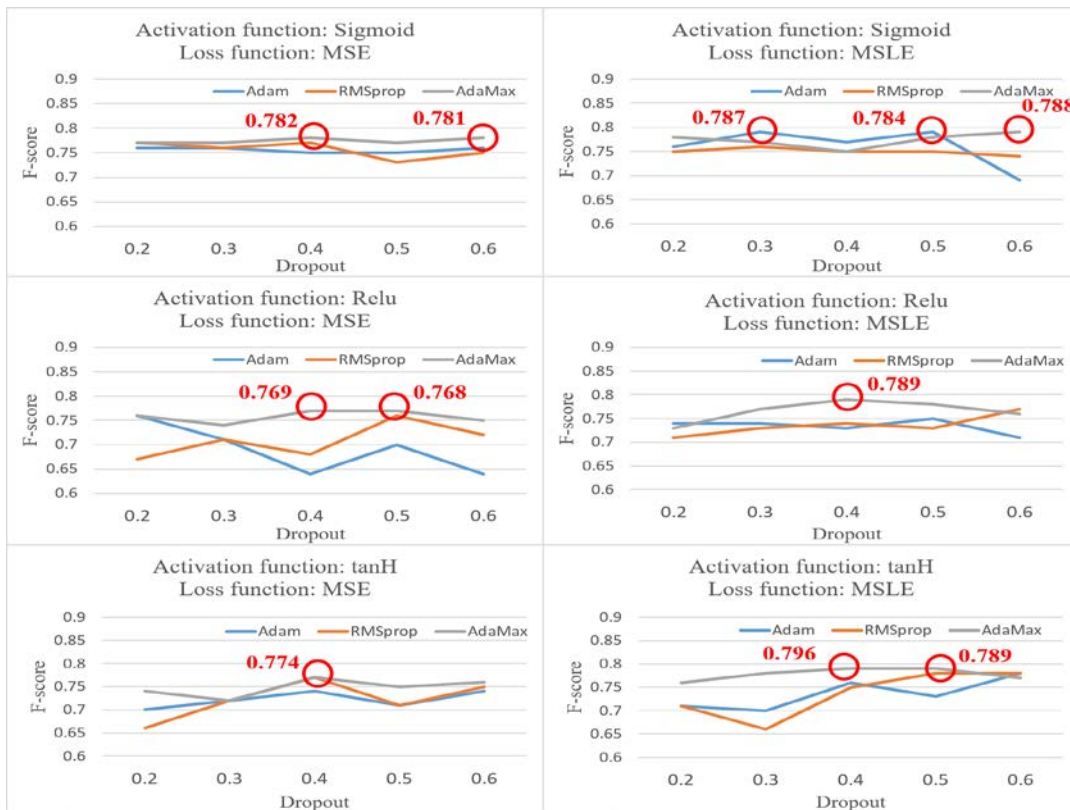 Activation function: Sigmoid
Loss function: MSE
0.9
0.85
0.8
0.75
0.7
0.65
0.6
F-score
Adam RMSprop AdaMax
0.782 0.781
0.2 0.3 0.4 0.5 0.6
Dropout
Activation function: Sigmoid
Loss function: MSLE
0.9
0.85
0.8
0.75
0.7
0.65
0.6
F-score
Adam RMSprop AdaMax
0.787 0.784 0.788
0.2 0.3 0.4 0.5 0.6
Dropout
Activation function: Relu
Loss function: MSE
0.9
0.85
0.8
0.75
0.7
0.65
0.6
F-score
Adam RMSprop AdaMax
0.769 0.768
0.2 0.3 0.4 0.5 0.6
Dropout
Activation function: Relu
Loss function: MSLE
0.9
0.85
0.8
0.75
0.7
0.65
0.6
F-score
Adam RMSprop AdaMax
0.789
0.2 0.3 0.4 0.5 0.6
Dropout
Activation function: tanH
Loss function: MSE
0.9
0.85
0.8
0.75
0.7
0.65
0.6
F-score
Adam RMSprop AdaMax
0.774
0.2 0.3 0.4 0.5 0.6
Dropout
Activation function: tanH
Loss function: MSLE
0.9
0.85
0.8
0.75
0.7
0.65
0.6
F-score
Adam RMSprop AdaMax
0.796 0.789
0.2 0.3 0.4 0.5 0.6
Dropout